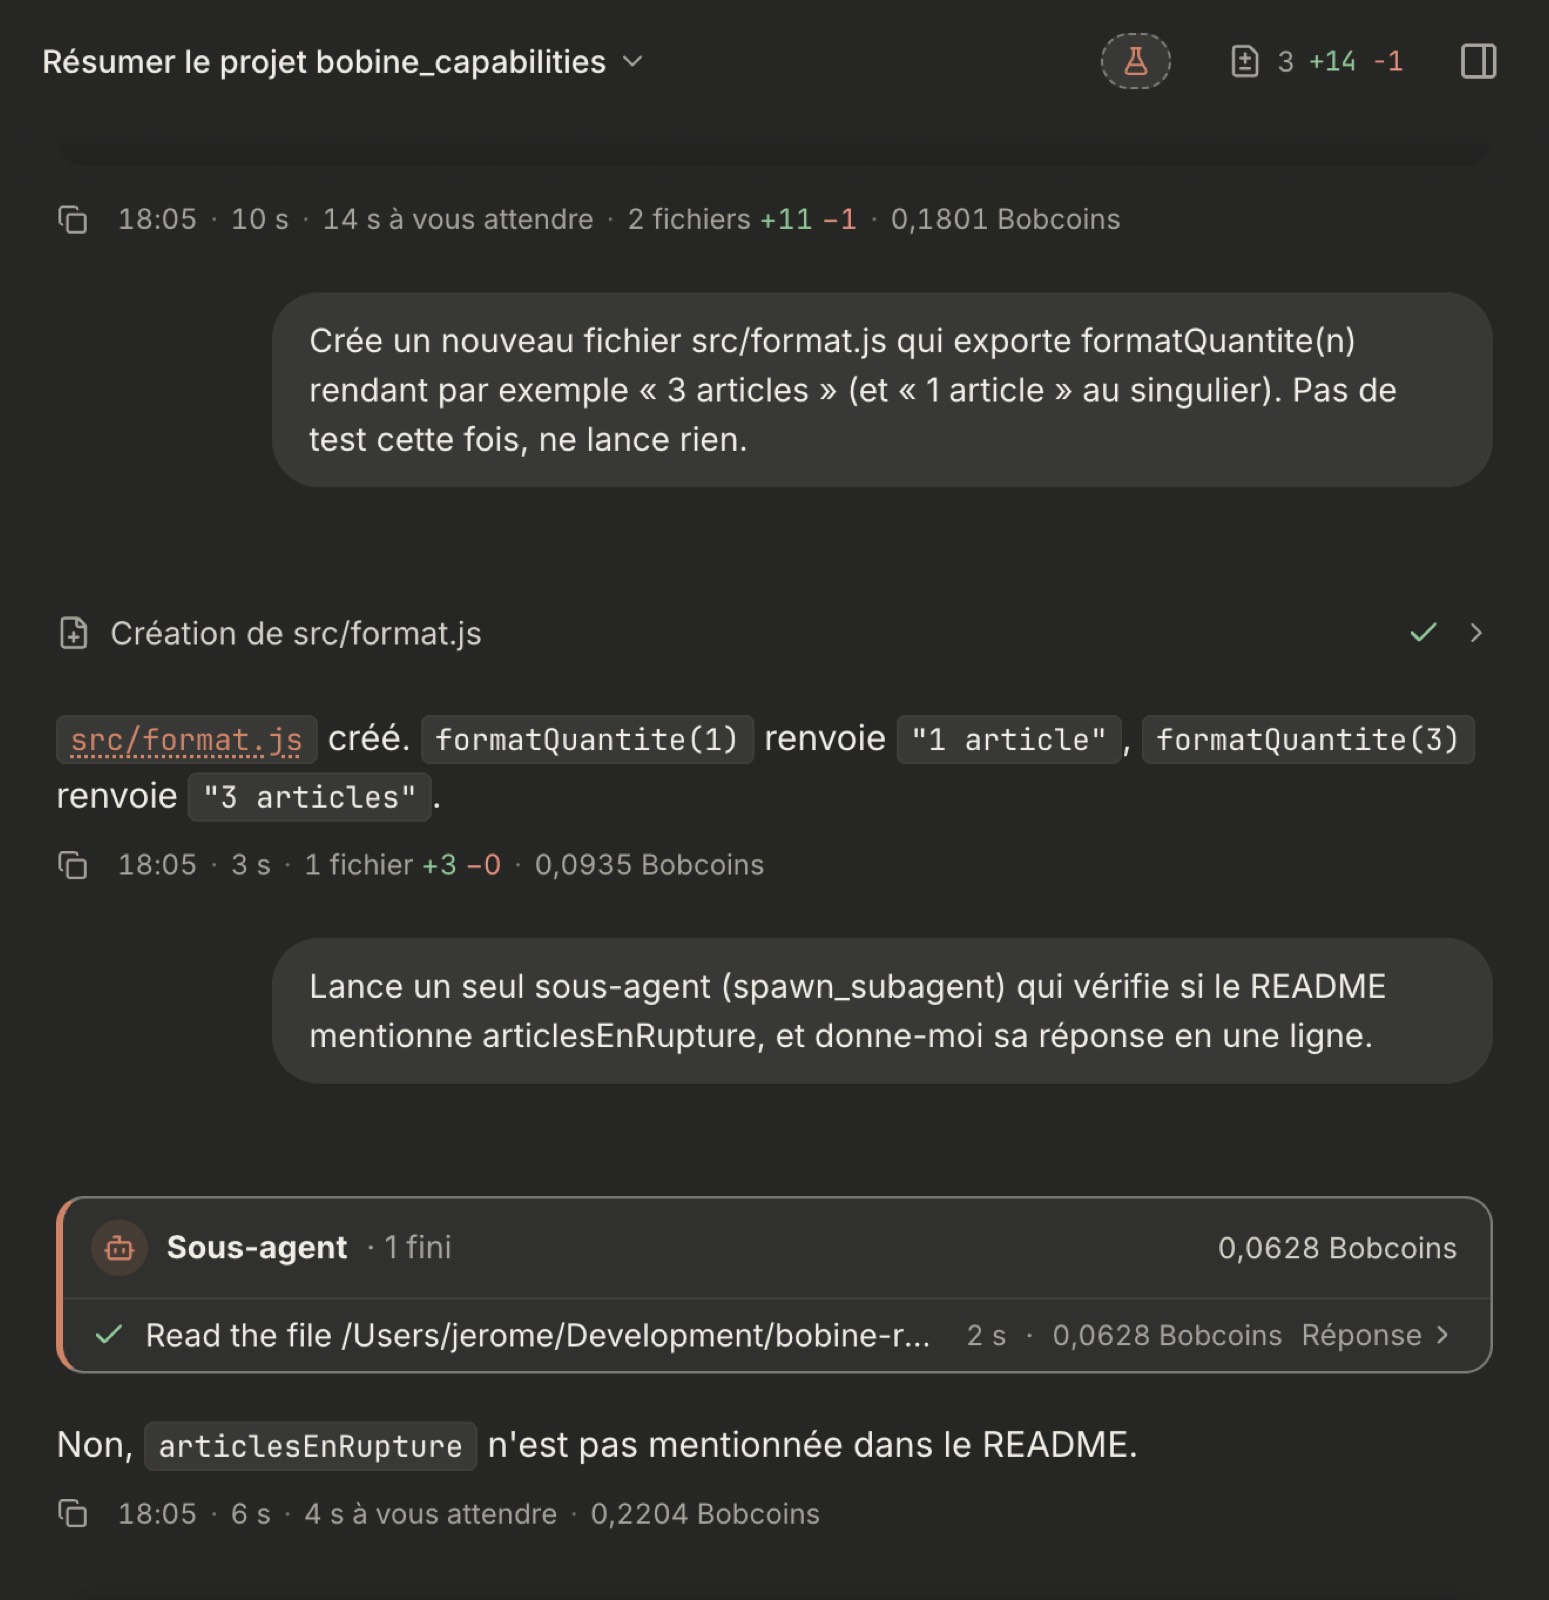 Résumer le projet bobine_capabilities
3 +14 -1
18:05 · 10 s · 14 s à vous attendre · 2 fichiers +11 −1 · 0,1801 Bobcoins
Crée un nouveau fichier src/format.js qui exporte formatQuantite(n)
rendant par exemple « 3 articles » (et « 1 article » au singulier). Pas de
test cette fois, ne lance rien.
Création de src/format.js
src/format.js créé. formatQuantite(1) renvoie "1 article", formatQuantite(3)
renvoie "3 articles".
18:05 · 3 s · 1 fichier +3 −0 · 0,0935 Bobcoins
Lance un seul sous-agent (spawn_subagent) qui vérifie si le README
mentionne articlesEnRupture, et donne-moi sa réponse en une ligne.
Sous-agent · 1 fini 0,0628 Bobcoins
Read the file /Users/jerome/Development/bobine-r... 2 s · 0,0628 Bobcoins Réponse
Non, articlesEnRupture n'est pas mentionnée dans le README.
18:05 · 6 s · 4 s à vous attendre · 0,2204 Bobcoins